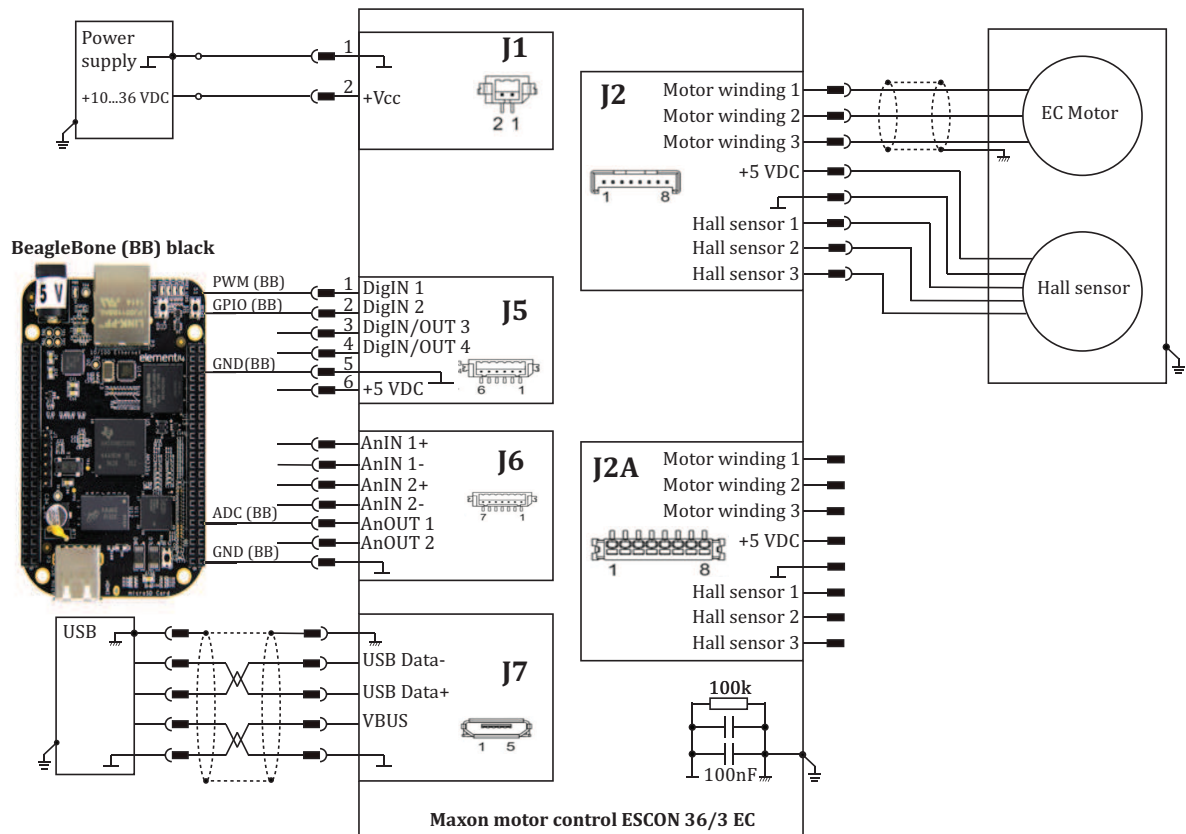 Power
supply
+10...36 VDC
1
2
+Vcc
J1
2 1
J2
Motor winding 1
Motor winding 2
Motor winding 3
+5 VDC
Hall sensor 1
Hall sensor 2
Hall sensor 3
1 8
EC Motor
Hall sensor
BeagleBone (BB) black
5 V
PWM (BB)
GPIO (BB)
GND(BB)
1
2
3
4
5
6
DigIN 1
DigIN 2
DigIN/OUT 3
DigIN/OUT 4
+5 VDC
J5
6 1
10/100 Ethernet
element14
ADC (BB)
GND (BB)
AnIN 1+
AnIN 1-
AnIN 2+
AnIN 2-
AnOUT 1
AnOUT 2
J6
7 1
microSD Card
J2A
Motor winding 1
Motor winding 2
Motor winding 3
+5 VDC
Hall sensor 1
Hall sensor 2
Hall sensor 3
1 8
USB
USB Data-
USB Data+
VBUS
J7
1 5
100k
100nF
Maxon motor control ESCON 36/3 EC